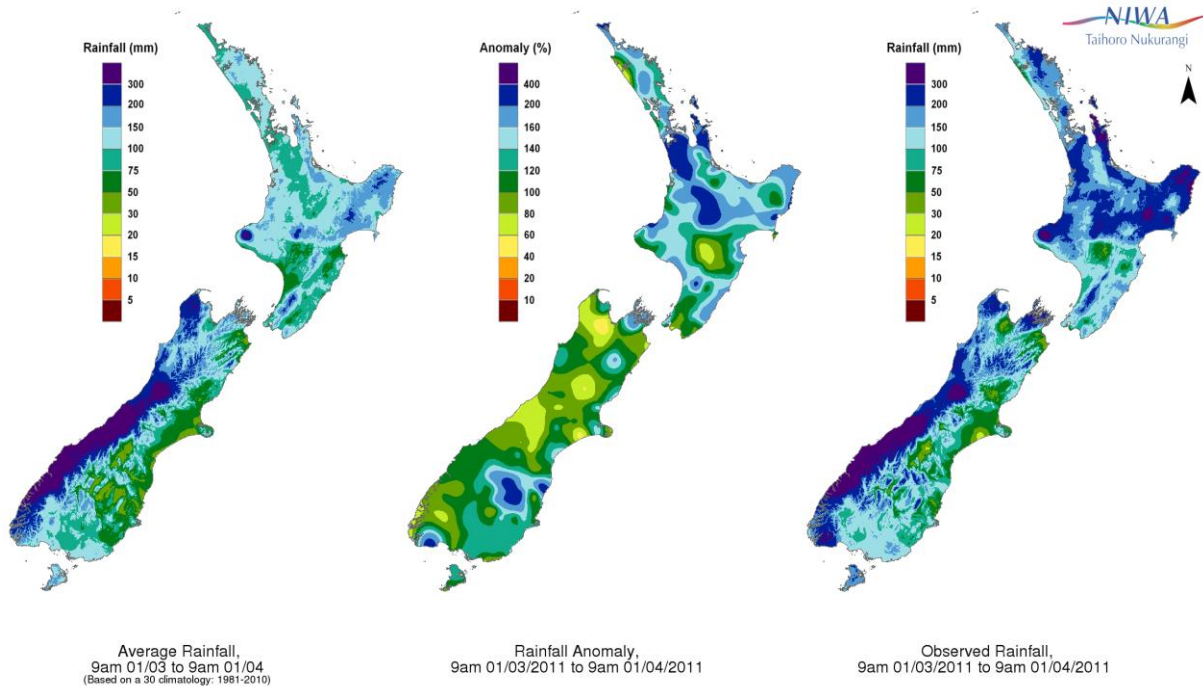 NIWA
Taihoro Nukurangi
N
Rainfall (mm)
300
200
150
100
75
50
30
20
15
10
5
Anomaly (%)
400
200
160
140
120
100
80
60
40
20
10
Rainfall (mm)
300
200
150
100
75
50
30
20
15
10
5
Average Rainfall,
9am 01/03 to 9am 01/04
(Based on a 30 climatology: 1981-2010)
Rainfall Anomaly,
9am 01/03/2011 to 9am 01/04/2011
Observed Rainfall,
9am 01/03/2011 to 9am 01/04/2011